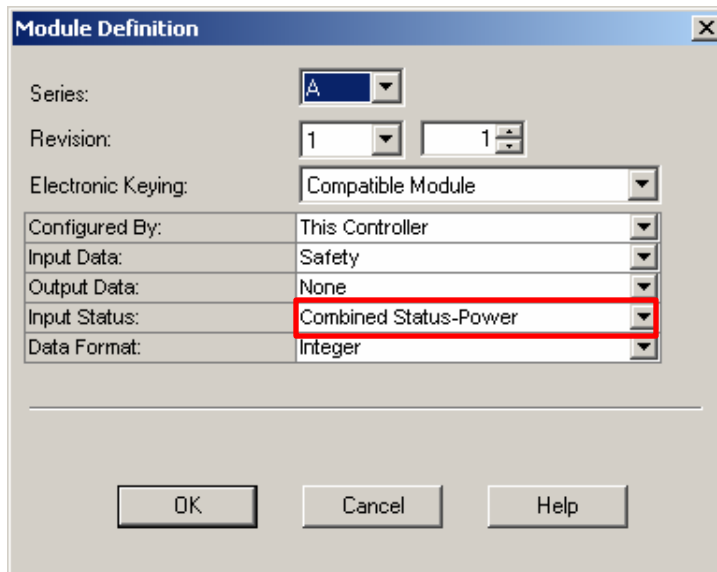 Module Definition
Series: A
Revision: 1 1
Electronic Keying: Compatible Module
Configured By: This Controller
Input Data: Safety
Output Data: None
Input Status: Combined Status-Power
Data Format: Integer
OK Cancel Help